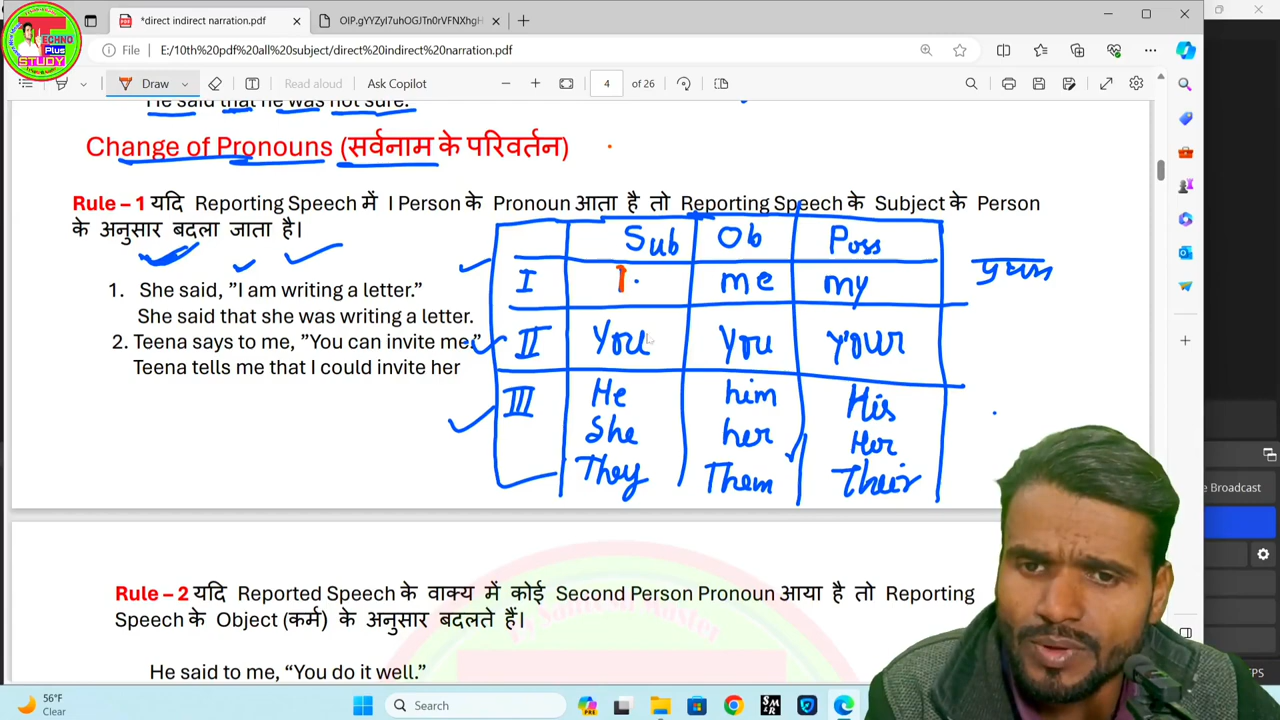 *direct indirect narration.pdf
OIP.gYYZyI7uhOGJTn0rVFNXhgH
TECHNO
Plus
STUDY
File
E:/10th%20pdf%20all%20subject/direct%20indirect%20narration.pdf
Draw
Read aloud
Ask Copilot
4
of 26
He said that he was not sure.
Change of Pronouns (सर्वनाम के परिवर्तन)
Rule – 1 यदि Reporting Speech में I Person के Pronoun आता है तो Reporting Speech के Subject के Person
के अनुसार बदला जाता है।
Sub Ob Poss
I I me my
II You You Your
III He him His
She her Her
They Them Their
1. She said, ”I am writing a letter.”
She said that she was writing a letter.
2. Teena says to me, ”You can invite me.”
Teena tells me that I could invite her
Rule – 2 यदि Reported Speech के वाक्य में कोई Second Person Pronoun आया है तो Reporting
Speech के Object (कर्म) के अनुसार बदलते हैं।
He said to me, “You do it well.”
e Broadcast
56°F
Clear
Search